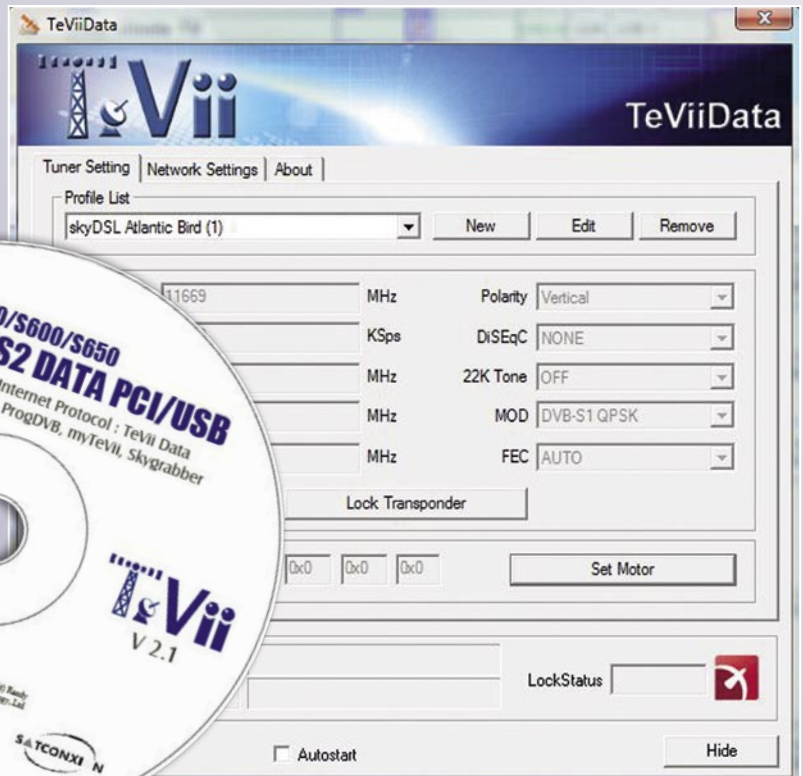 TeViiData
TeVii
TeViiData
Tuner Setting
Network Settings
About
Profile List
skyDSL Atlantic Bird (1)
New
Edit
Remove
11669
MHz
Polarity
Vertical
KSps
DiSEqC
NONE
MHz
22K Tone
OFF
MHz
MOD
DVB-S1 QPSK
MHz
FEC
AUTO
Lock Transponder
0x0
0x0
0x0
Set Motor
LockStatus
Autostart
Hide
0/S600/S650
S2 DATA PCI/USB
Internet Protocol : TeVii Data
ProgDVB, myTeVii, Skygrabber
TeVii
V 2.1
SATCONXION